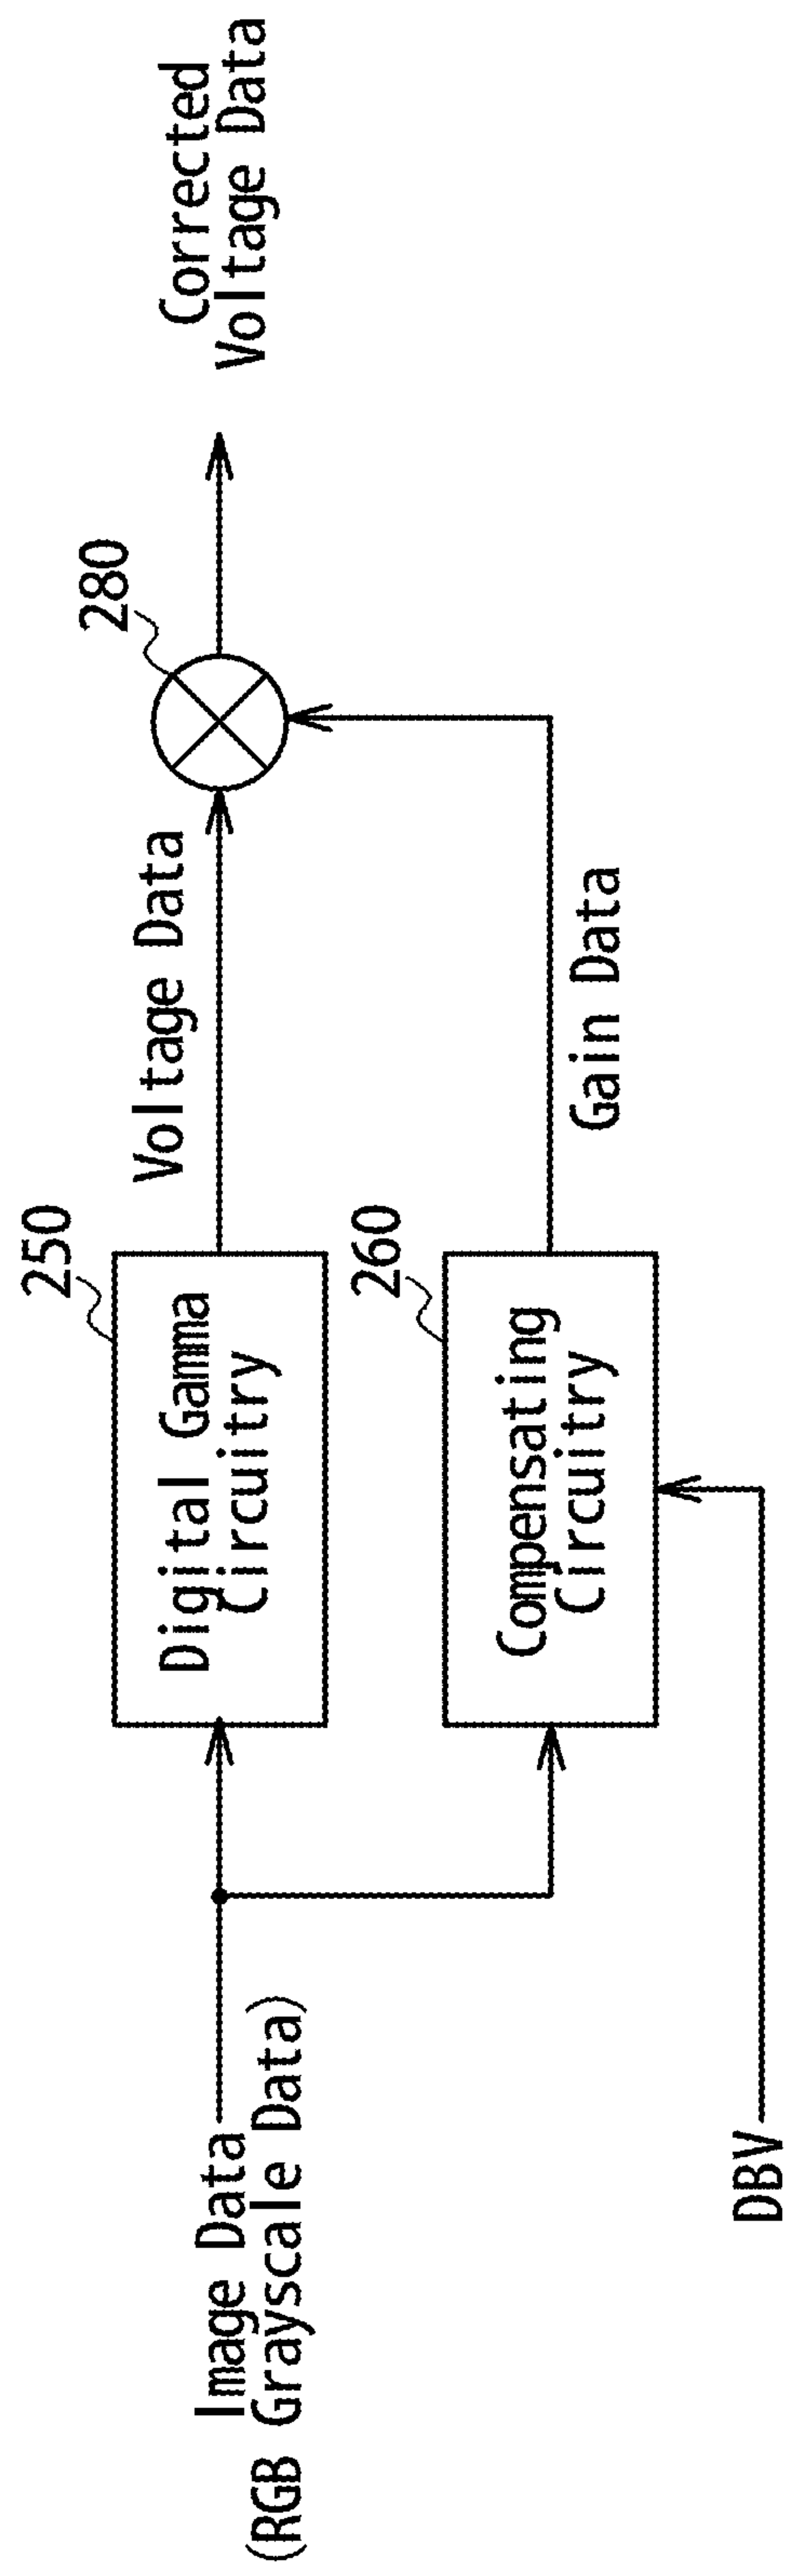 Image Data
(RGB Grayscale Data)
250
Digital Gamma
Circuitry
Voltage Data
280
Corrected
Voltage Data
260
Compensating
Circuitry
Gain Data
DBV